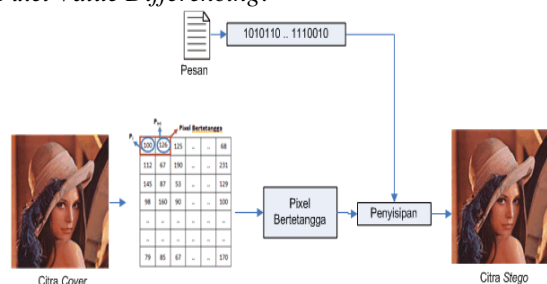 Pixel Value Differencing.
1010110 .. 1110010
Pesan
Pixel Bertetangga
100 126 125 .. .. 68
112 67 190 .. .. 231
145 87 53 .. .. 129
98 160 90 .. .. 100
.. .. .. .. .. ..
.. .. .. .. .. ..
79 85 67 .. .. 170
Pixel
Bertetangga
Penyisipan
Citra Cover
Citra Stego